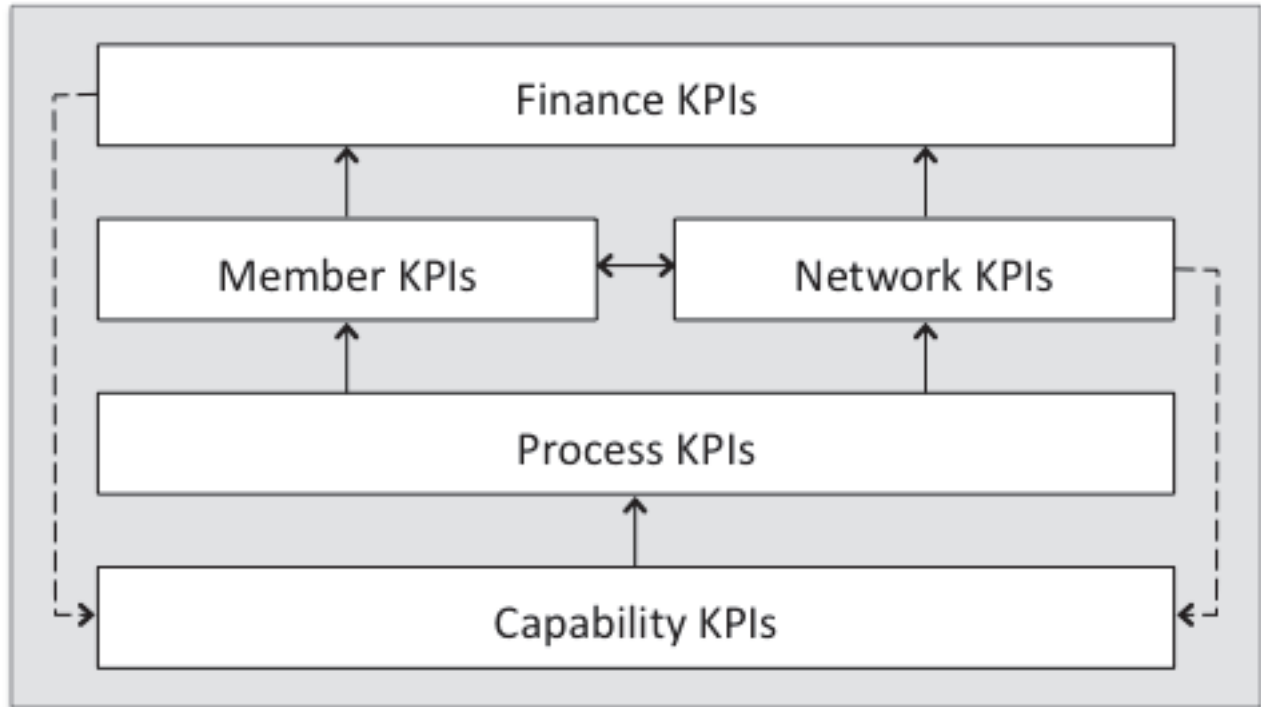 Finance KPIs
Member KPIs
Network KPIs
Process KPIs
Capability KPIs